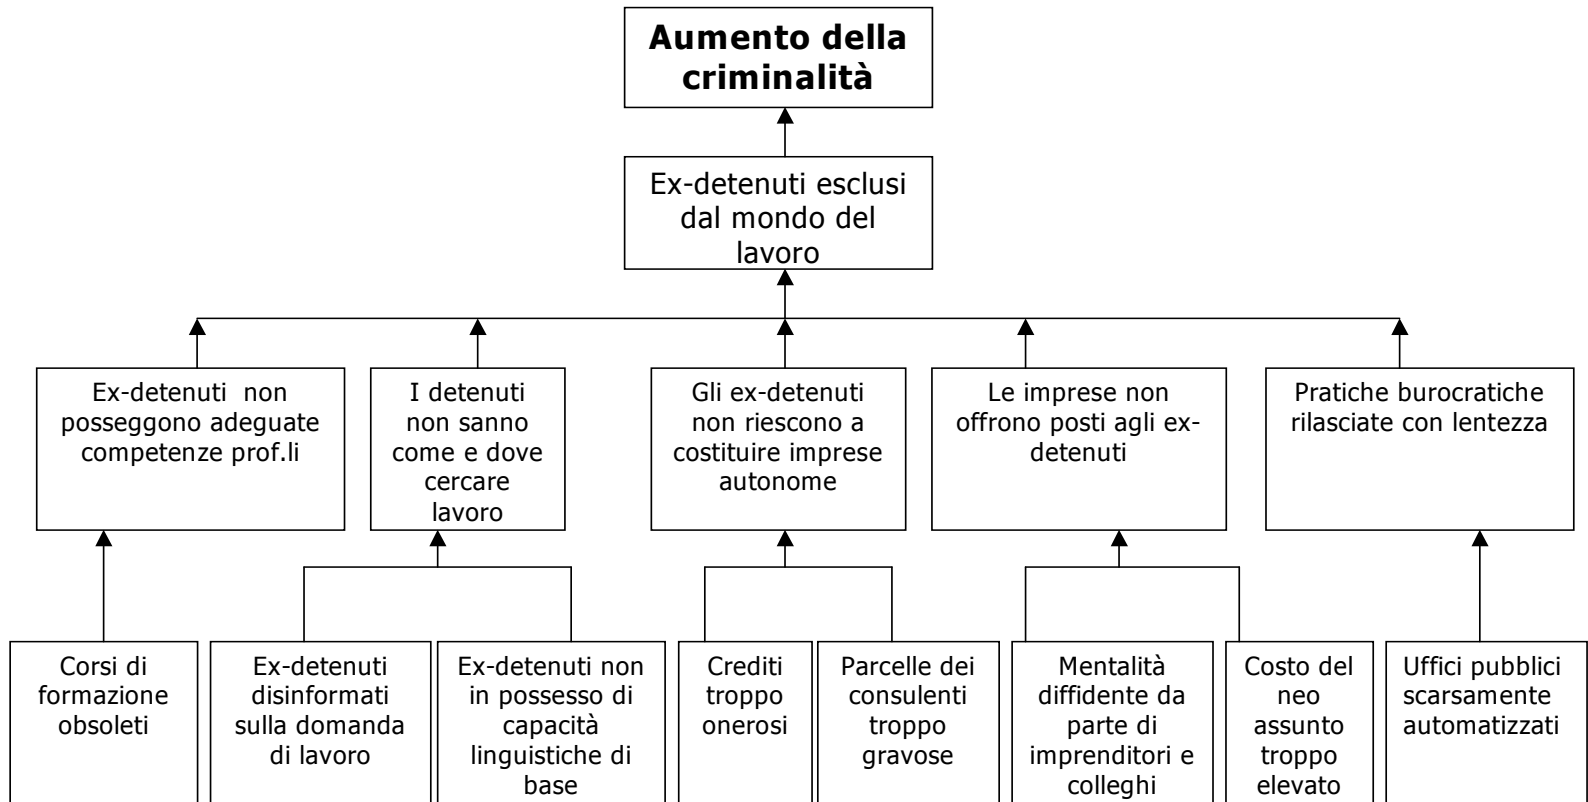 Aumento della
criminalità
Ex-detenuti esclusi
dal mondo del
lavoro
Ex-detenuti  non
posseggono adeguate
competenze prof.li
I detenuti
non sanno
come e dove
cercare
lavoro
Gli ex-detenuti
non riescono a
costituire imprese
autonome
Le imprese non
offrono posti agli ex-
detenuti
Pratiche burocratiche
rilasciate con lentezza
Corsi di
formazione
obsoleti
Ex-detenuti
disinformati
sulla domanda
di lavoro
Ex-detenuti non
in possesso di
capacità
linguistiche di
base
Crediti
troppo
onerosi
Parcelle dei
consulenti
troppo
gravose
Mentalità
diffidente da
parte di
imprenditori e
colleghi
Costo del
neo
assunto
troppo
elevato
Uffici pubblici
scarsamente
automatizzati